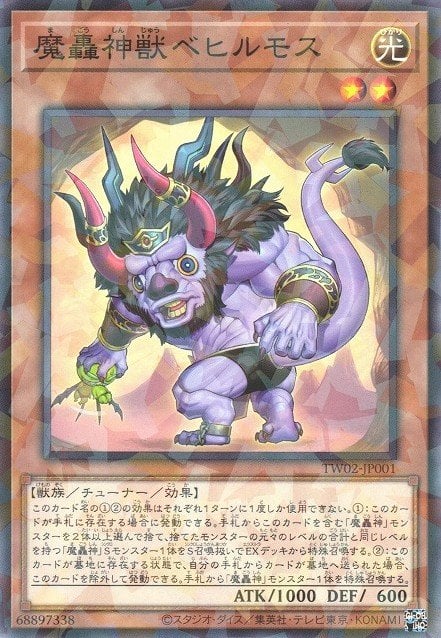 魔轟神獣ベヒルモス
光
TW02-JP001
【獣族／チューナー／効果】
このカード名の①②の効果はそれぞれ１ターンに１度しか使用できない。①：このカードが手札に存在する場合に発動できる。手札からこのカードを含む「魔轟神」モンスターを２体以上選んで捨て、捨てたモンスターの元々のレベルの合計と同じレベルを持つ「魔轟神」Ｓモンスター１体をＳ召喚扱いでEXデッキから特殊召喚する。②：このカードが墓地に存在する状態で、自分の手札からカードが墓地へ送られた場合、このカードを除外して発動できる。手札から「魔轟神」モンスター１体を特殊召喚する。
ATK/1000 DEF/ 600
68897338
©スタジオ・ダイス／集英社・テレビ東京・KONAMI